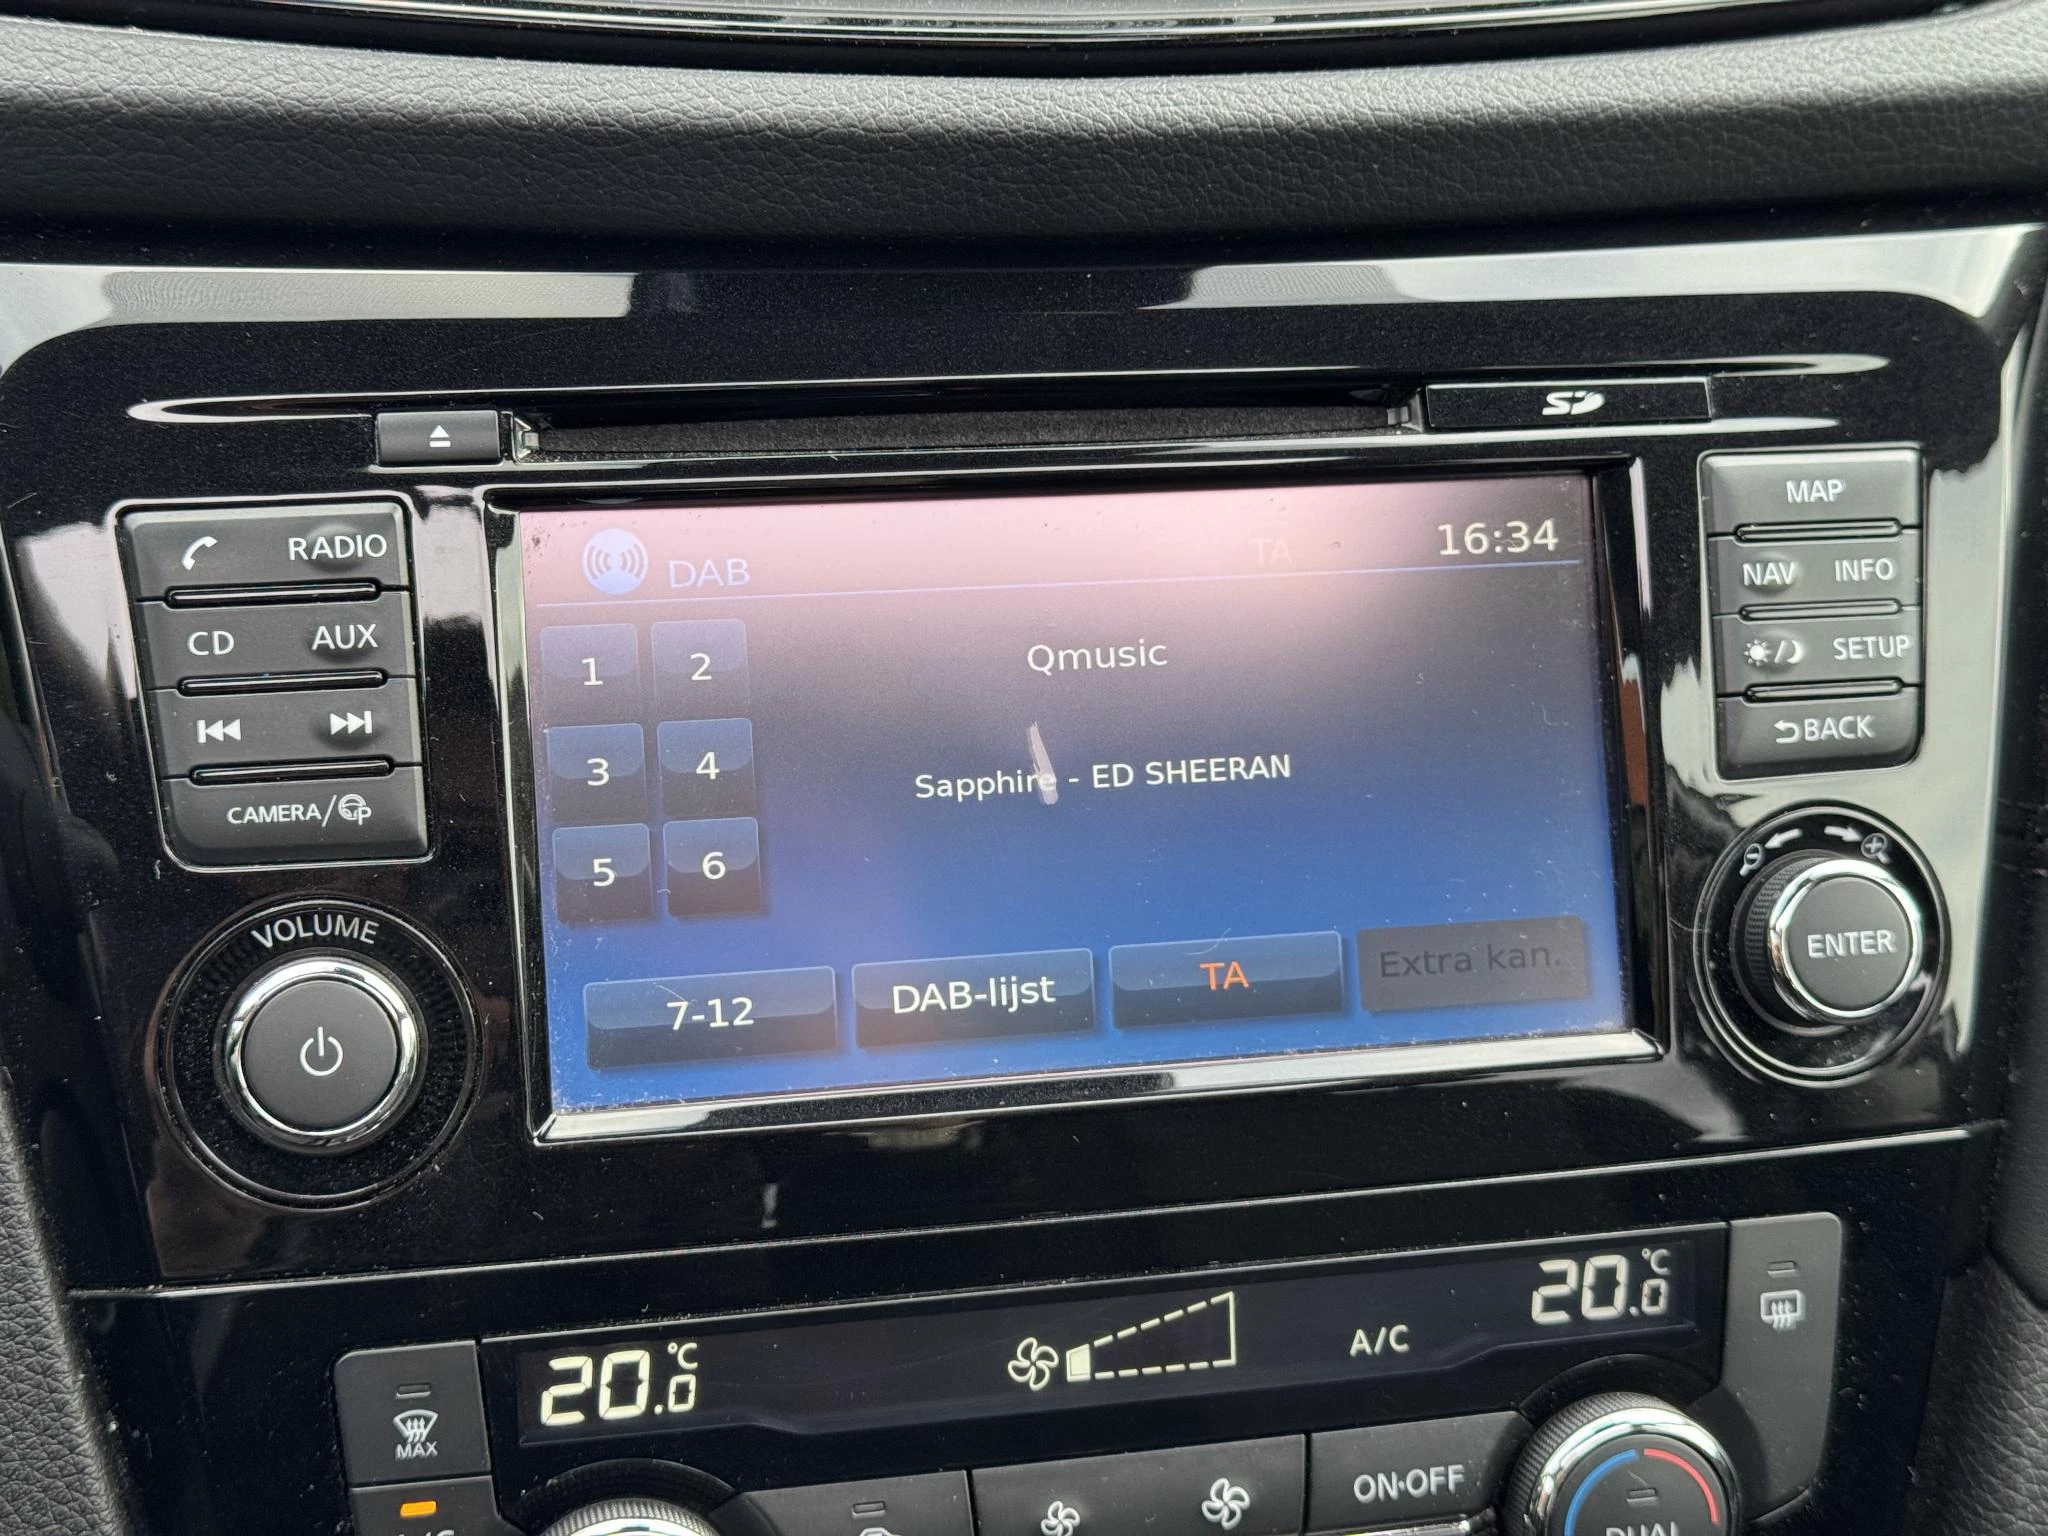 SD
RADIO
CD AUX
CAMERA/P
VOLUME
DAB TA 16:34
1 2
Qmusic
3 4
Sapphire - ED SHEERAN
5 6
7-12 DAB-lijst TA Extra kan.
MAP
NAV INFO
SETUP
BACK
ENTER
20.0 °C A/C 20.0 °C
MAX
ON·OFF
A/C
DUAL